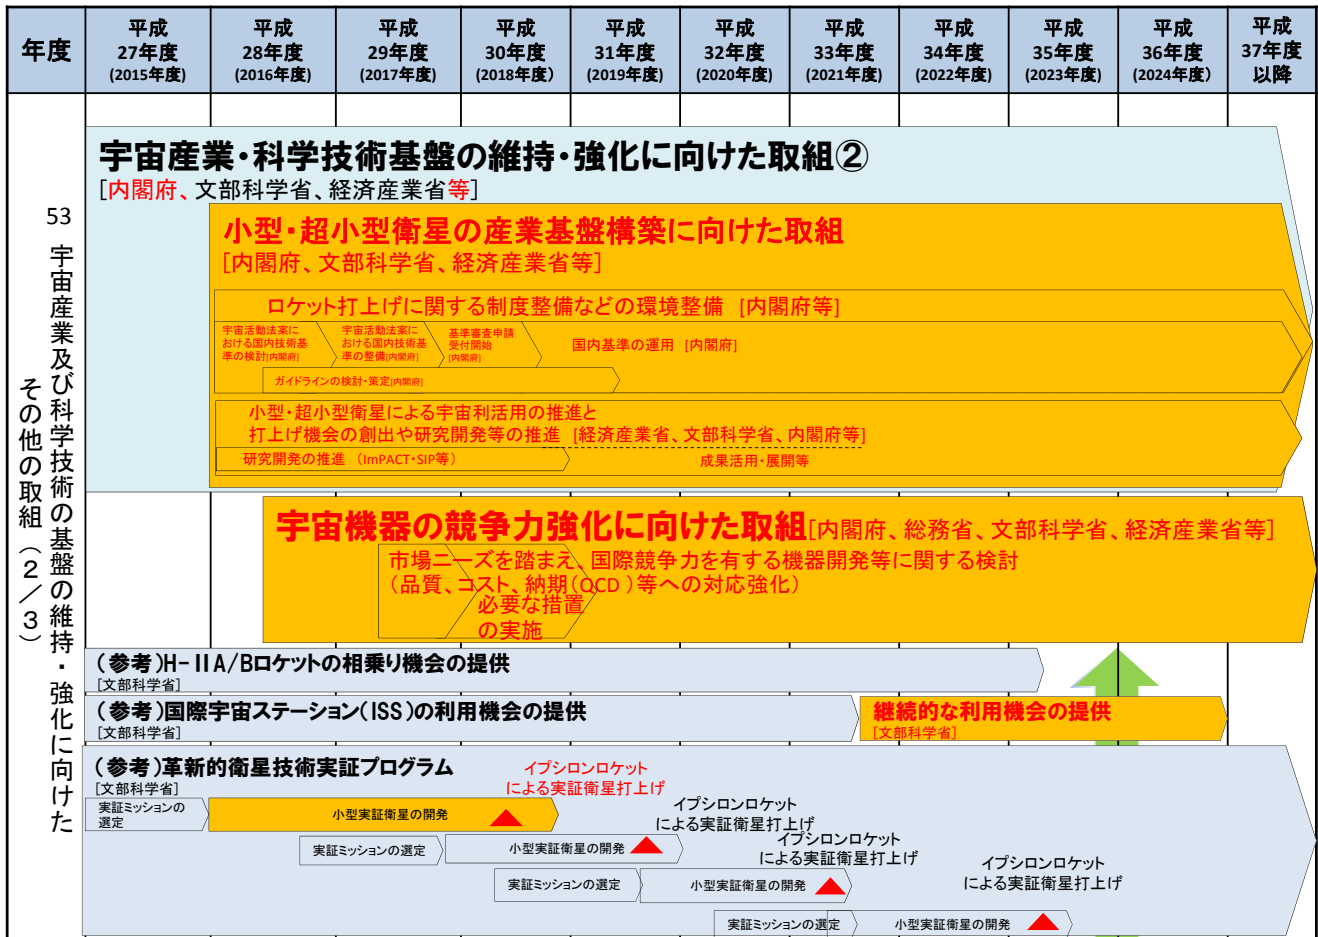 年度
平成
27年度
(2015年度)
平成
28年度
(2016年度)
平成
29年度
(2017年度)
平成
30年度
(2018年度)
平成
31年度
(2019年度)
平成
32年度
(2020年度)
平成
33年度
(2021年度)
平成
34年度
(2022年度)
平成
35年度
(2023年度)
平成
36年度
(2024年度)
平成
37年度
以降
53 宇宙産業及び科学技術の基盤の維持・強化に向けた
その他の取組（2／3）
宇宙産業・科学技術基盤の維持・強化に向けた取組②
[内閣府、文部科学省、経済産業省等]
小型・超小型衛星の産業基盤構築に向けた取組
[内閣府、文部科学省、経済産業省等]
ロケット打上げに関する制度整備などの環境整備 [内閣府等]
宇宙活動法案に
おける国内技術基
準の検討[内閣府]
宇宙活動法案に
おける国内技術基
準の整備[内閣府]
基準審査申請
受付開始
[内閣府]
国内基準の運用 [内閣府]
ガイドラインの検討・策定[内閣府]
小型・超小型衛星による宇宙利活用の推進と
打上げ機会の創出や研究開発等の推進 [経済産業省、文部科学省、内閣府等]
研究開発の推進 （ImPACT・SIP等）
成果活用・展開等
宇宙機器の競争力強化に向けた取組[内閣府、総務省、文部科学省、経済産業省等]
市場ニーズを踏まえ、国際競争力を有する機器開発等に関する検討
（品質、コスト、納期(QCD)等への対応強化）
必要な措置
の実施
（参考）H-ⅡA/Bロケットの相乗り機会の提供
[文部科学省]
（参考）国際宇宙ステーション（ISS）の利用機会の提供
[文部科学省]
継続的な利用機会の提供
[文部科学省]
（参考）革新的衛星技術実証プログラム
[文部科学省]
イプシロンロケット
による実証衛星打上げ
実証ミッションの
選定
小型実証衛星の開発
イプシロンロケット
による実証衛星打上げ
実証ミッションの選定
小型実証衛星の開発
イプシロンロケット
による実証衛星打上げ
実証ミッションの選定
小型実証衛星の開発
イプシロンロケット
による実証衛星打上げ
実証ミッションの選定
小型実証衛星の開発